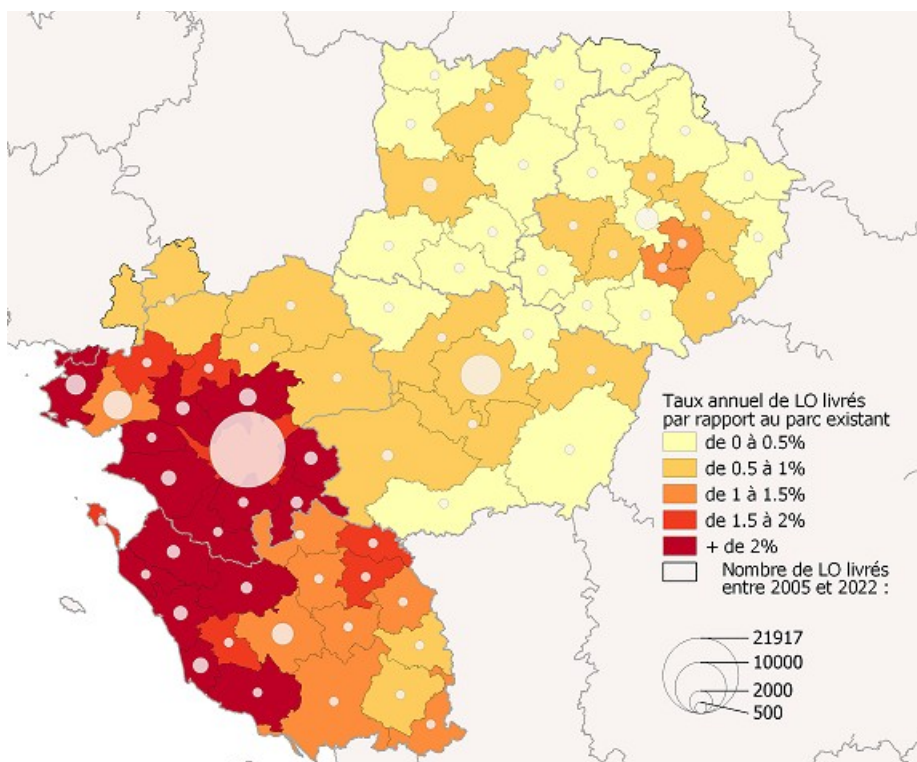 Taux annuel de LO livrés
par rapport au parc existant
de 0 à 0.5%
de 0.5 à 1%
de 1 à 1.5%
de 1.5 à 2%
+ de 2%
Nombre de LO livrés
entre 2005 et 2022 :
21917
10000
2000
500